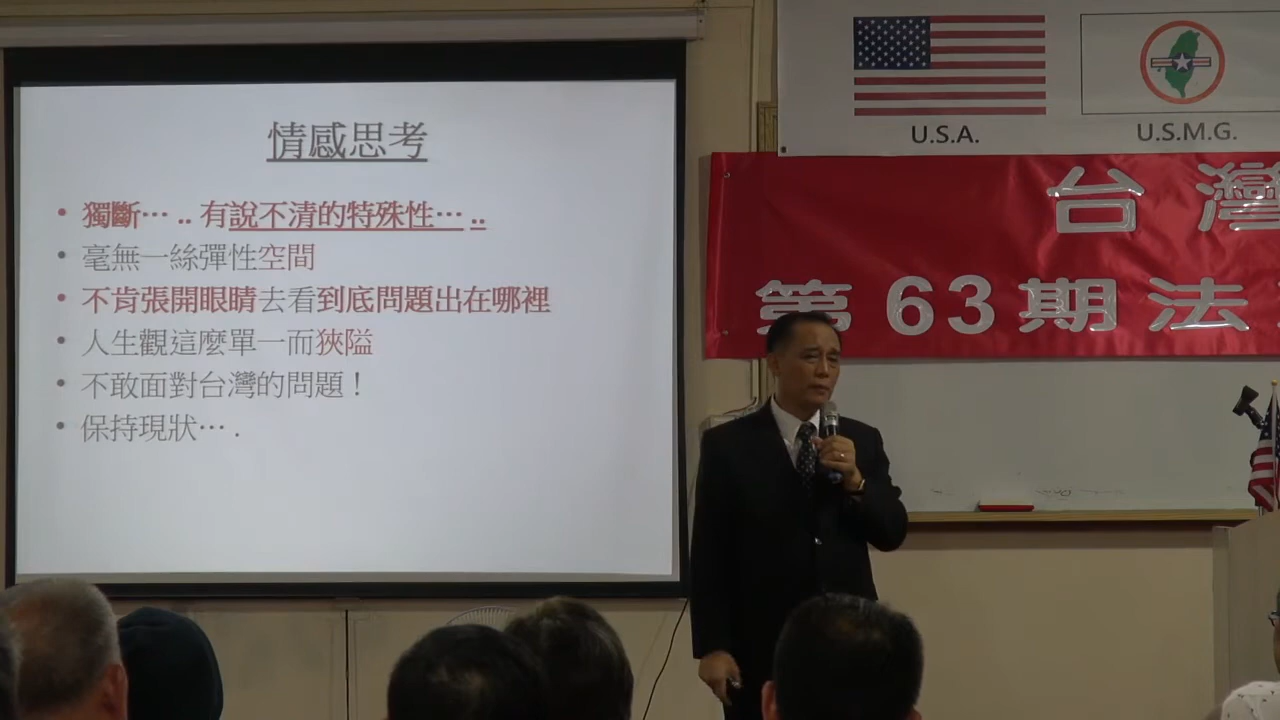 情感思考
• 獨斷⋯ .. 有說不清的特殊性⋯ ..
• 毫無一絲彈性空間
• 不肯張開眼睛去看到底問題出在哪裡
• 人生觀這麼單一而狹隘
• 不敢面對台灣的問題！
• 保持現狀⋯ .
U.S.A.
U.S.M.G.
台灣
第63期法